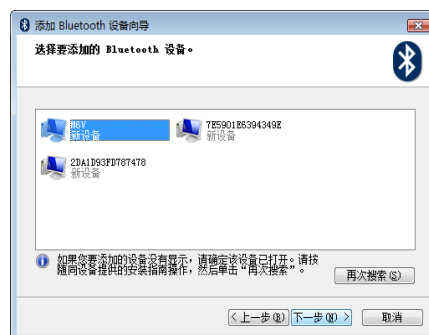 添加 Bluetooth 设备向导
选择要添加的 Bluetooth 设备。
M6V
新设备
7E5901E6394349E
新设备
2DA1D93FD787478
新设备
如果您要添加的设备没有显示，请确定该设备已打开。请按
随同设备提供的安装指南操作，然后单击“再次搜索”。
再次搜索(S)
<上一步(B)
下一步(N) >
取消